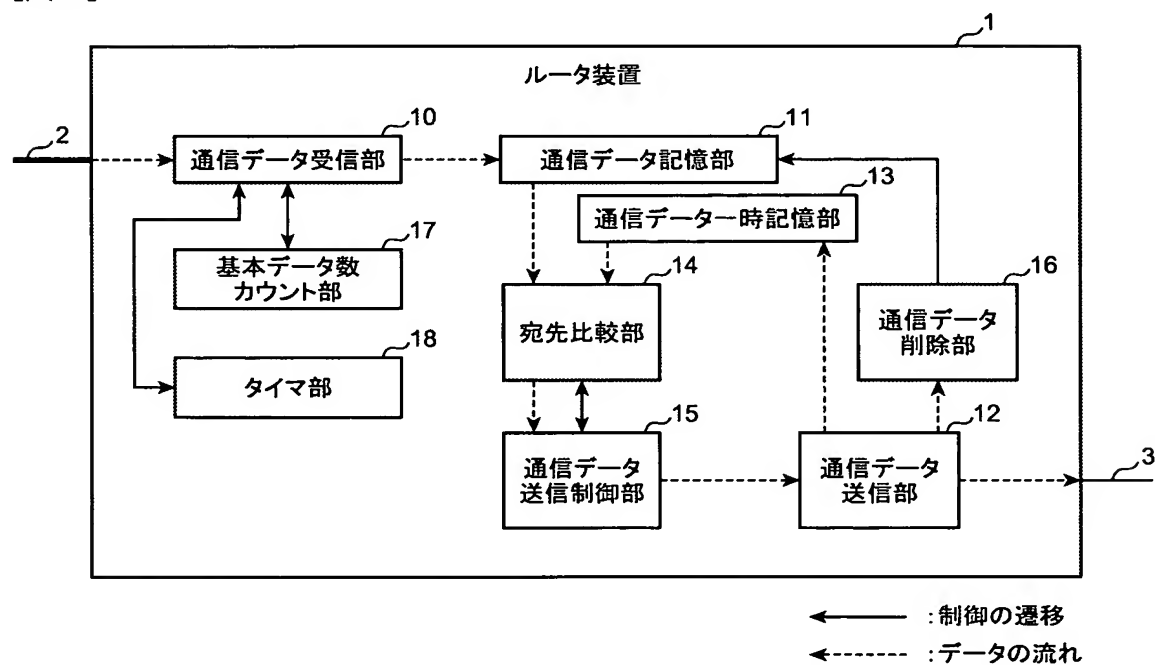 1
ルータ装置
2
10
通信データ受信部
11
通信データ記憶部
13
通信データ一時記憶部
17
基本データ数
カウント部
14
宛先比較部
16
通信データ
削除部
18
タイマ部
15
通信データ
送信制御部
12
通信データ
送信部
3
:制御の遷移
:データの流れ